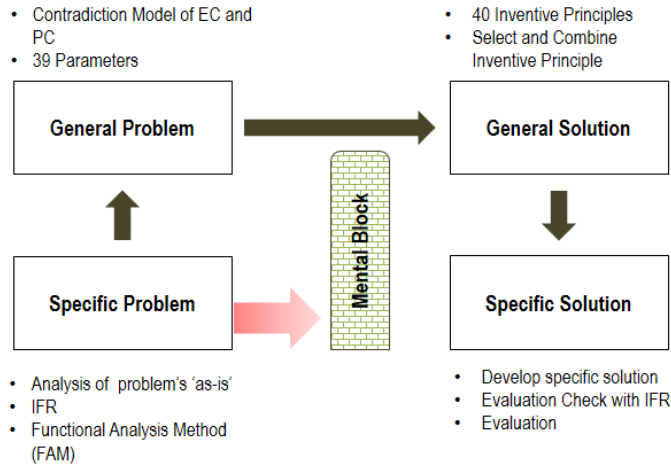 • Contradiction Model of EC and
PC
• 39 Parameters
• 40 Inventive Principles
• Select and Combine
Inventive Principle
General Problem
General Solution
Mental Block
Specific Problem
Specific Solution
• Analysis of problem's 'as-is'
• IFR
• Functional Analysis Method
(FAM)
• Develop specific solution
• Evaluation Check with IFR
• Evaluation